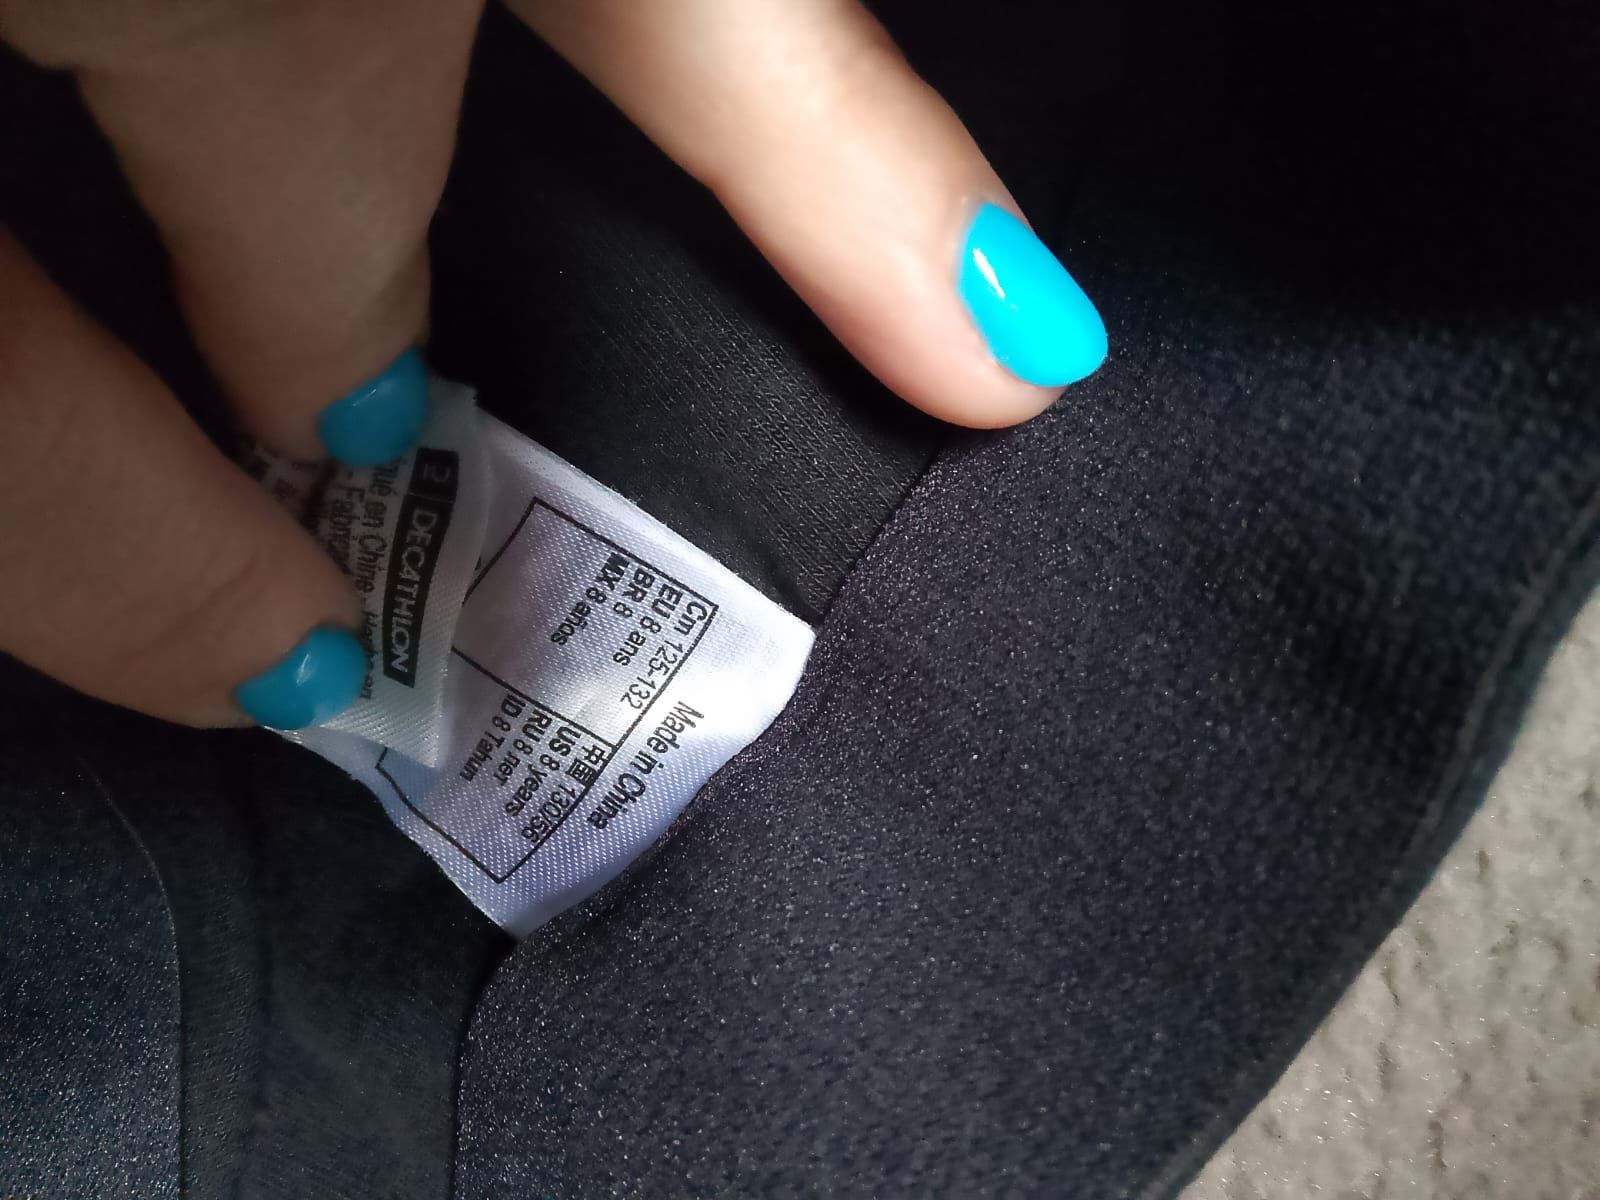 Made in China
Cm 125-132
EU 8 ans
BR 8
MX 8 años
中国 130/56
US 8 years
RU 8 лет
ID 8 Tahun
2 DECATHLON
en Chine